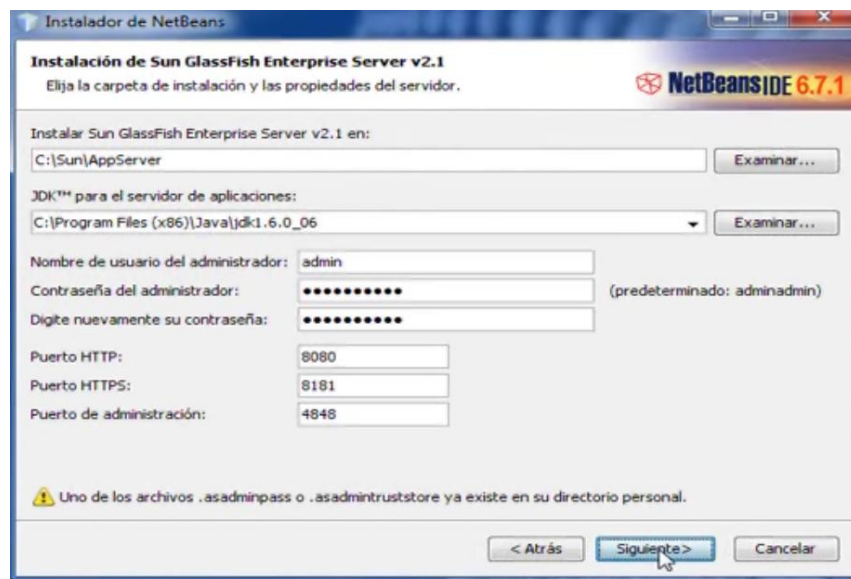 Instalador de NetBeans
Instalación de Sun GlassFish Enterprise Server v2.1
Elija la carpeta de instalación y las propiedades del servidor.
NetBeans IDE 6.7.1
Instalar Sun GlassFish Enterprise Server v2.1 en:
C:\Sun\AppServer
Examinar...
JDK™ para el servidor de aplicaciones:
C:\Program Files (x86)\Java\jdk1.6.0_06
Examinar...
Nombre de usuario del administrador: admin
Contraseña del administrador: ●●●●●●●●●● (predeterminado: adminadmin)
Digite nuevamente su contraseña: ●●●●●●●●●●
Puerto HTTP: 8080
Puerto HTTPS: 8181
Puerto de administración: 4848
Uno de los archivos .asadminpass o .asadmintruststore ya existe en su directorio personal.
< Atrás Siguiente> Cancelar